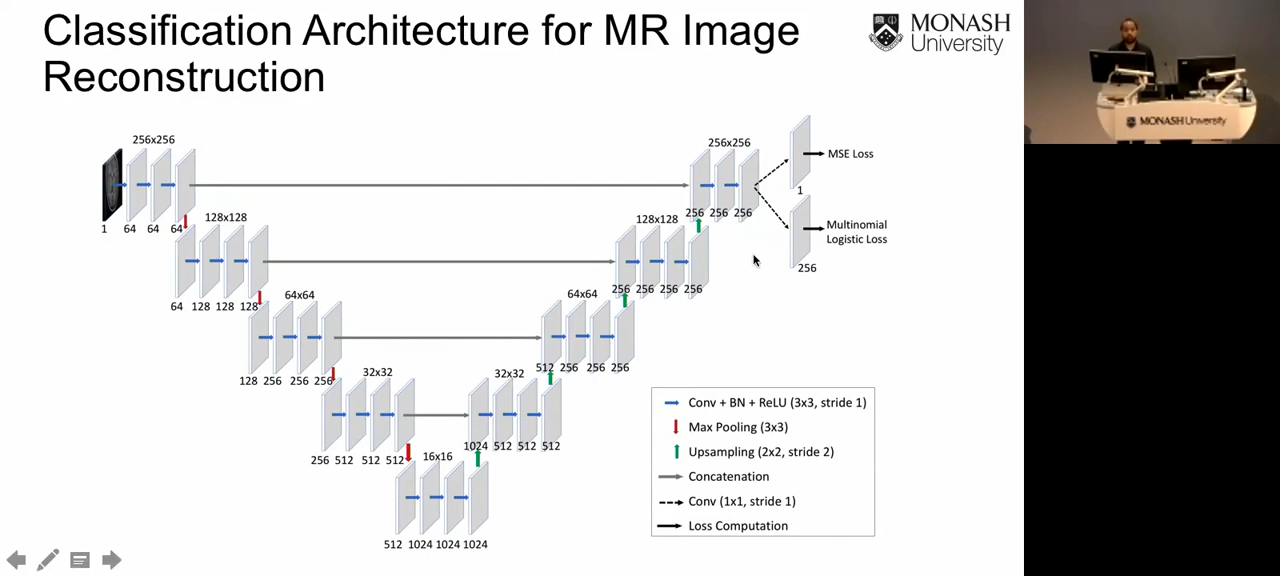 Classification Architecture for MR Image
Reconstruction
MONASH
University
MONASH University
256x256
1 64 64 64
128x128
64 128 128 128
64x64
128 256 256 256
32x32
256 512 512 512
16x16
512 1024 1024 1024
32x32
1024 512 512 512
64x64
512 256 256 256
128x128
256 256 256 256
256x256
256 256 256
MSE Loss
1
Multinomial
Logistic Loss
256
Conv + BN + ReLU (3x3, stride 1)
Max Pooling (3x3)
Upsampling (2x2, stride 2)
Concatenation
Conv (1x1, stride 1)
Loss Computation